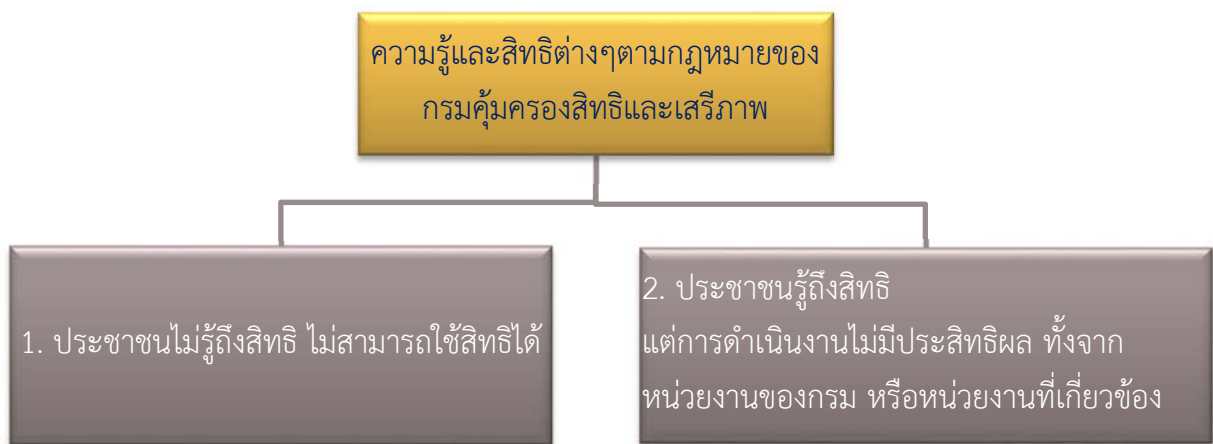 ความรู้และสิทธิต่างๆตามกฎหมายของ
กรมคุ้มครองสิทธิและเสรีภาพ
1. ประชาชนไม่รู้ถึงสิทธิ ไม่สามารถใช้สิทธิได้
2. ประชาชนรู้ถึงสิทธิ
แต่การดำเนินงานไม่มีประสิทธิผล ทั้งจาก
หน่วยงานของกรม หรือหน่วยงานที่เกี่ยวข้อง